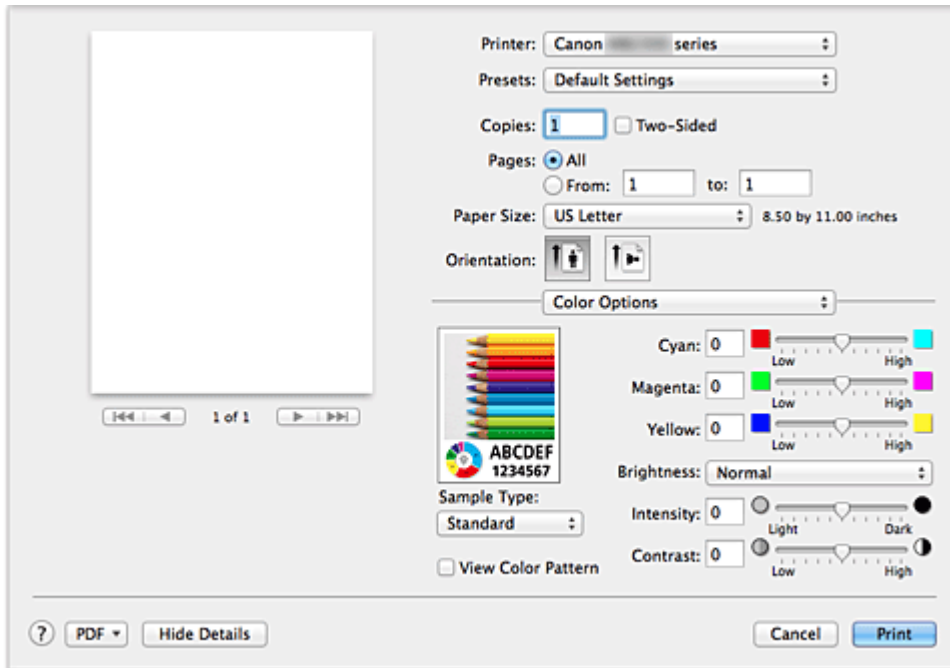 Printer: Canon series
Presets: Default Settings
Copies: 1 Two-Sided
Pages: All
From: 1 to: 1
Paper Size: US Letter 8.50 by 11.00 inches
Orientation:
Color Options
Cyan: 0 Low High
Magenta: 0 Low High
Yellow: 0 Low High
Brightness: Normal
Intensity: 0 Light Dark
Contrast: 0 Low High
ABCDEF
1234567
Sample Type:
Standard
View Color Pattern
1 of 1
? PDF Hide Details Cancel Print